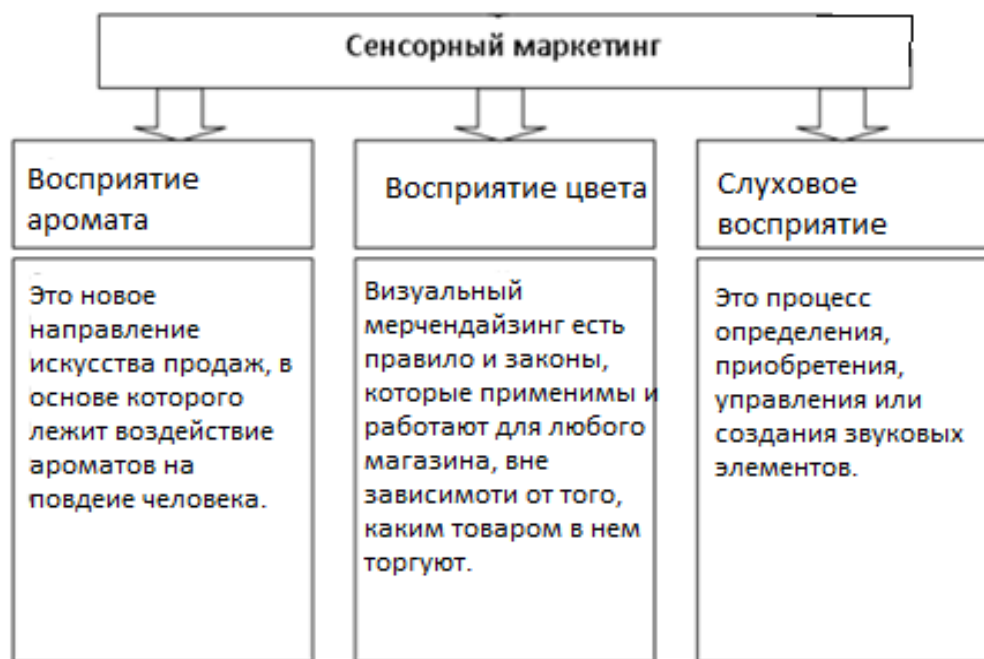 Сенсорный маркетинг
Восприятие
аромата
Восприятие цвета
Слуховое
восприятие
Это новое
направление
искусства продаж, в
основе которого
лежит воздействие
ароматов на
повдеие человека.
Визуальный
мерчендайзинг есть
правило и законы,
которые применимы и
работают для любого
магазина, вне
зависимоти от того,
каким товаром в нем
торгуют.
Это процесс
определения,
приобретения,
управления или
создания звуковых
элементов.